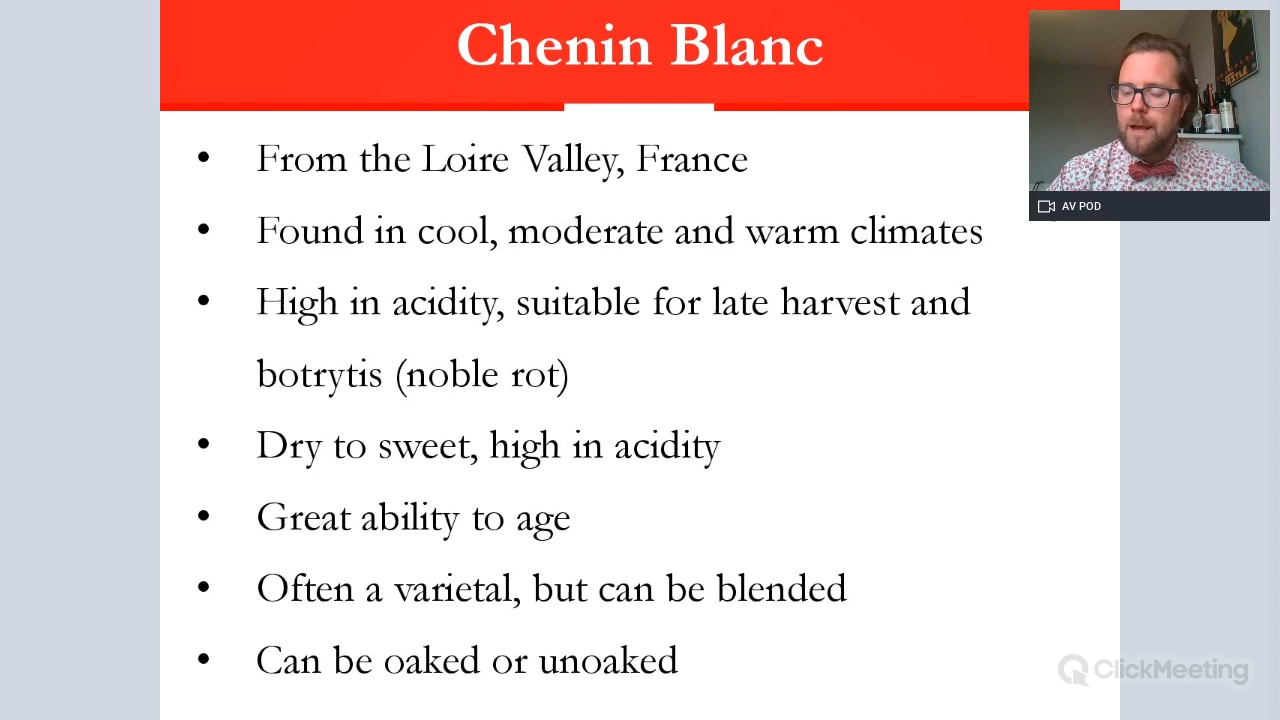 Chenin Blanc
• From the Loire Valley, France
• Found in cool, moderate and warm climates
• High in acidity, suitable for late harvest and
botrytis (noble rot)
• Dry to sweet, high in acidity
• Great ability to age
• Often a varietal, but can be blended
• Can be oaked or unoaked
AV POD
ClickMeeting